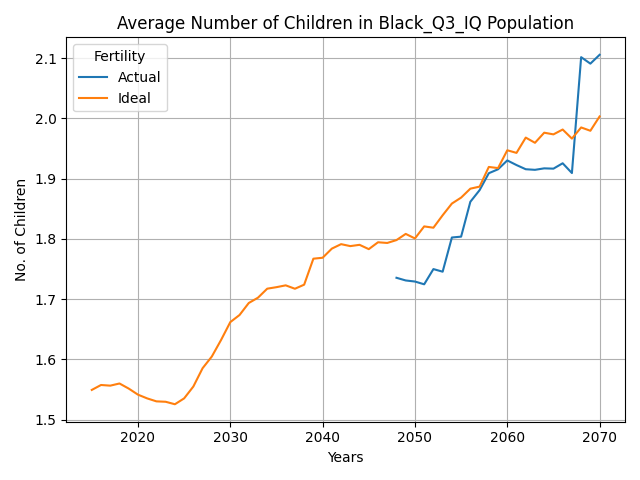 Average Number of Children in Black_Q3_IQ Population
Fertility
Actual
Ideal
No. of Children
2.1
2.0
1.9
1.8
1.7
1.6
1.5
2020 2030 2040 2050 2060 2070
Years